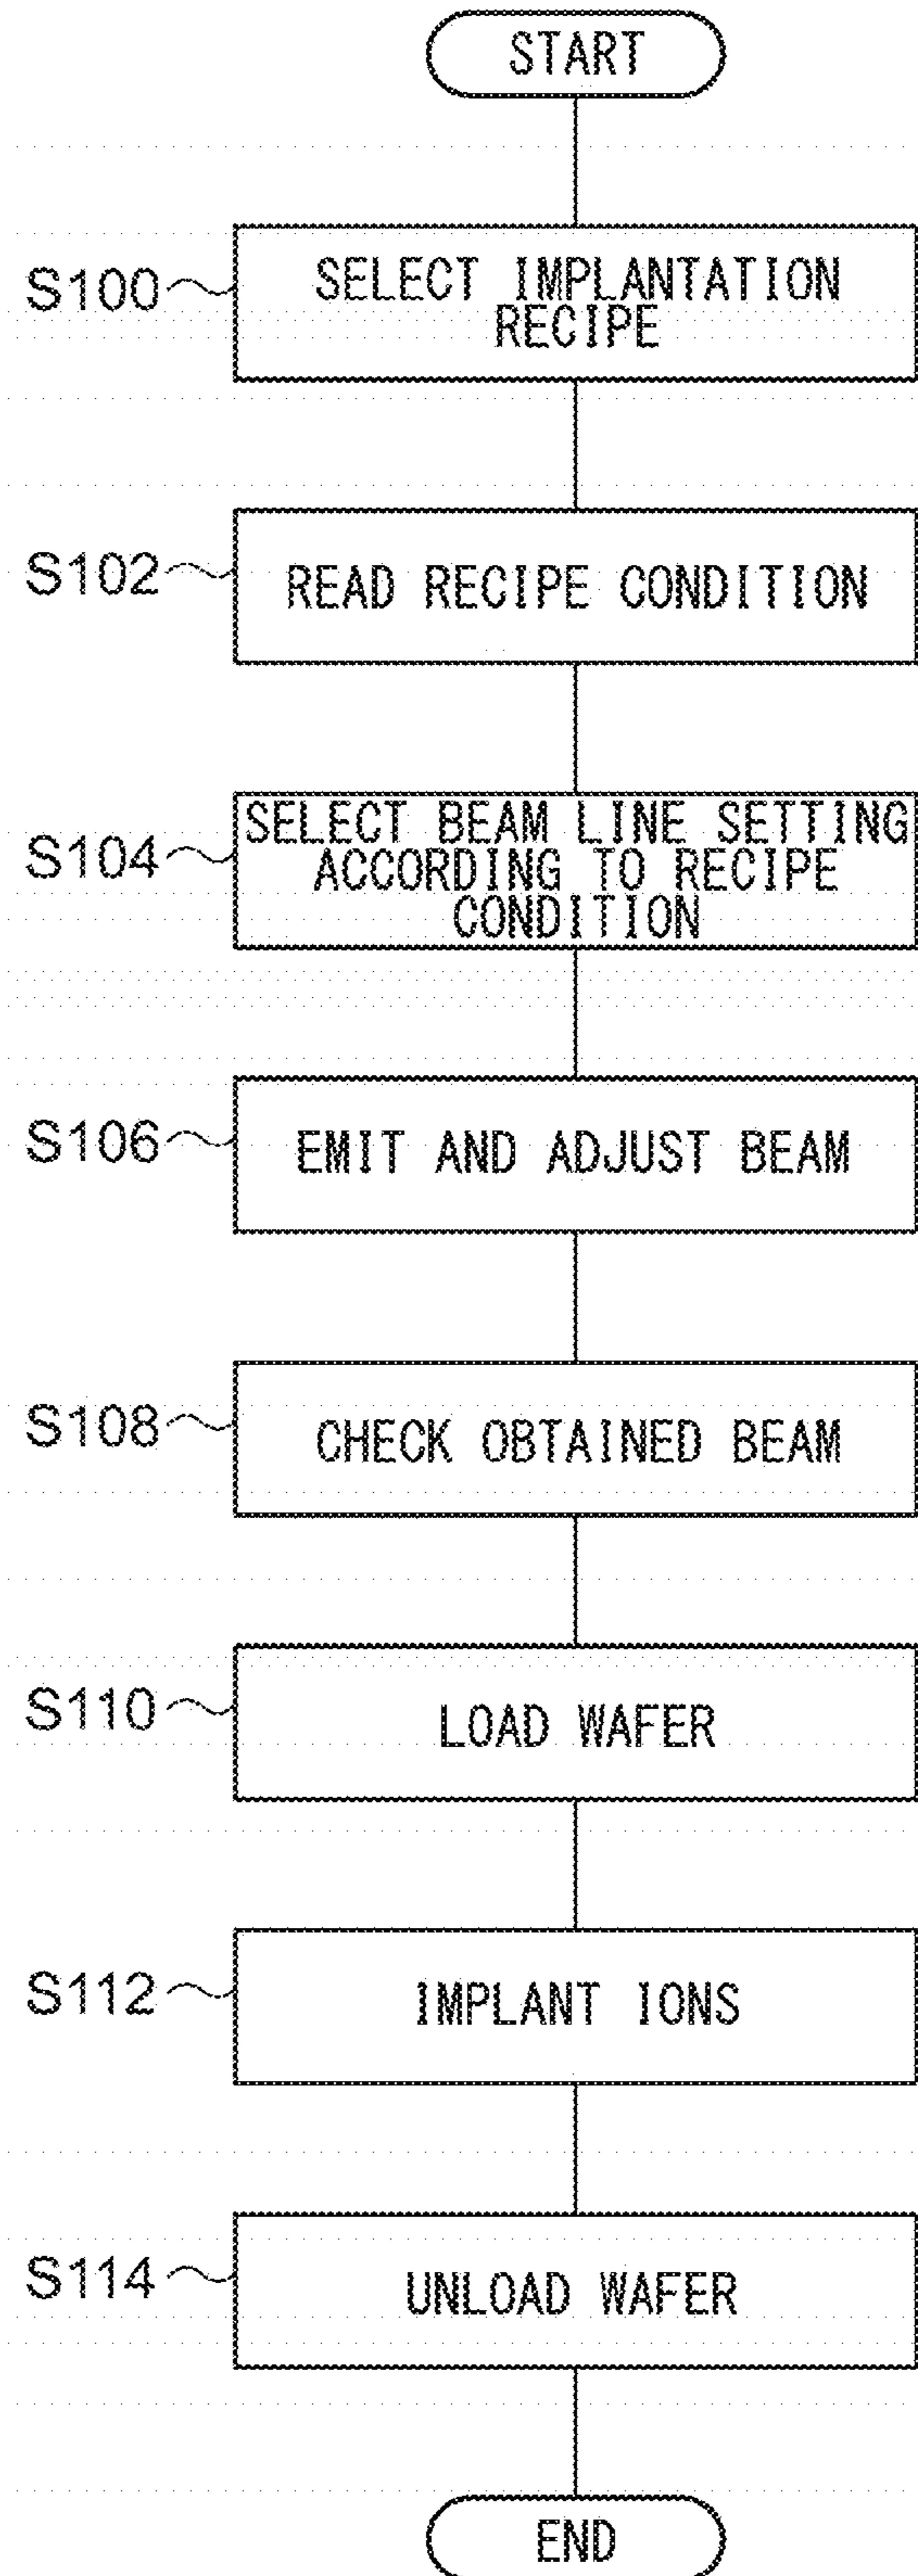 START
S100
SELECT IMPLANTATION
RECIPE
S102
READ RECIPE CONDITION
S104
SELECT BEAM LINE SETTING
ACCORDING TO RECIPE
CONDITION
S106
EMIT AND ADJUST BEAM
S108
CHECK OBTAINED BEAM
S110
LOAD WAFER
S112
IMPLANT IONS
S114
UNLOAD WAFER
END